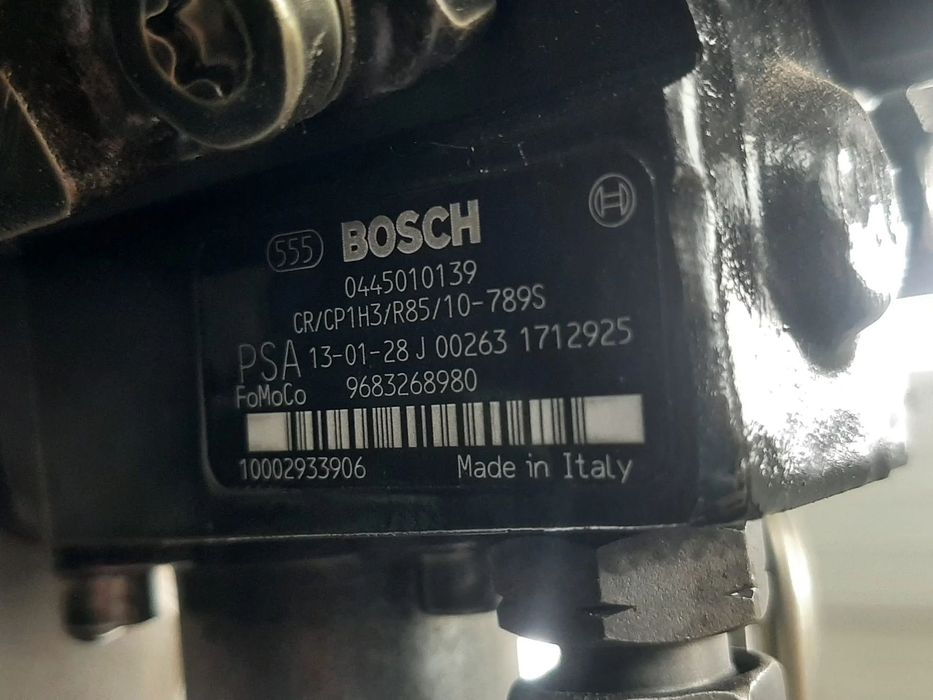 555 BOSCH
0445010139
CR/CP1H3/R85/10-789S
PSA 13-01-28 J 00263 1712925
FoMoCo 9683268980
10002933906 Made in Italy